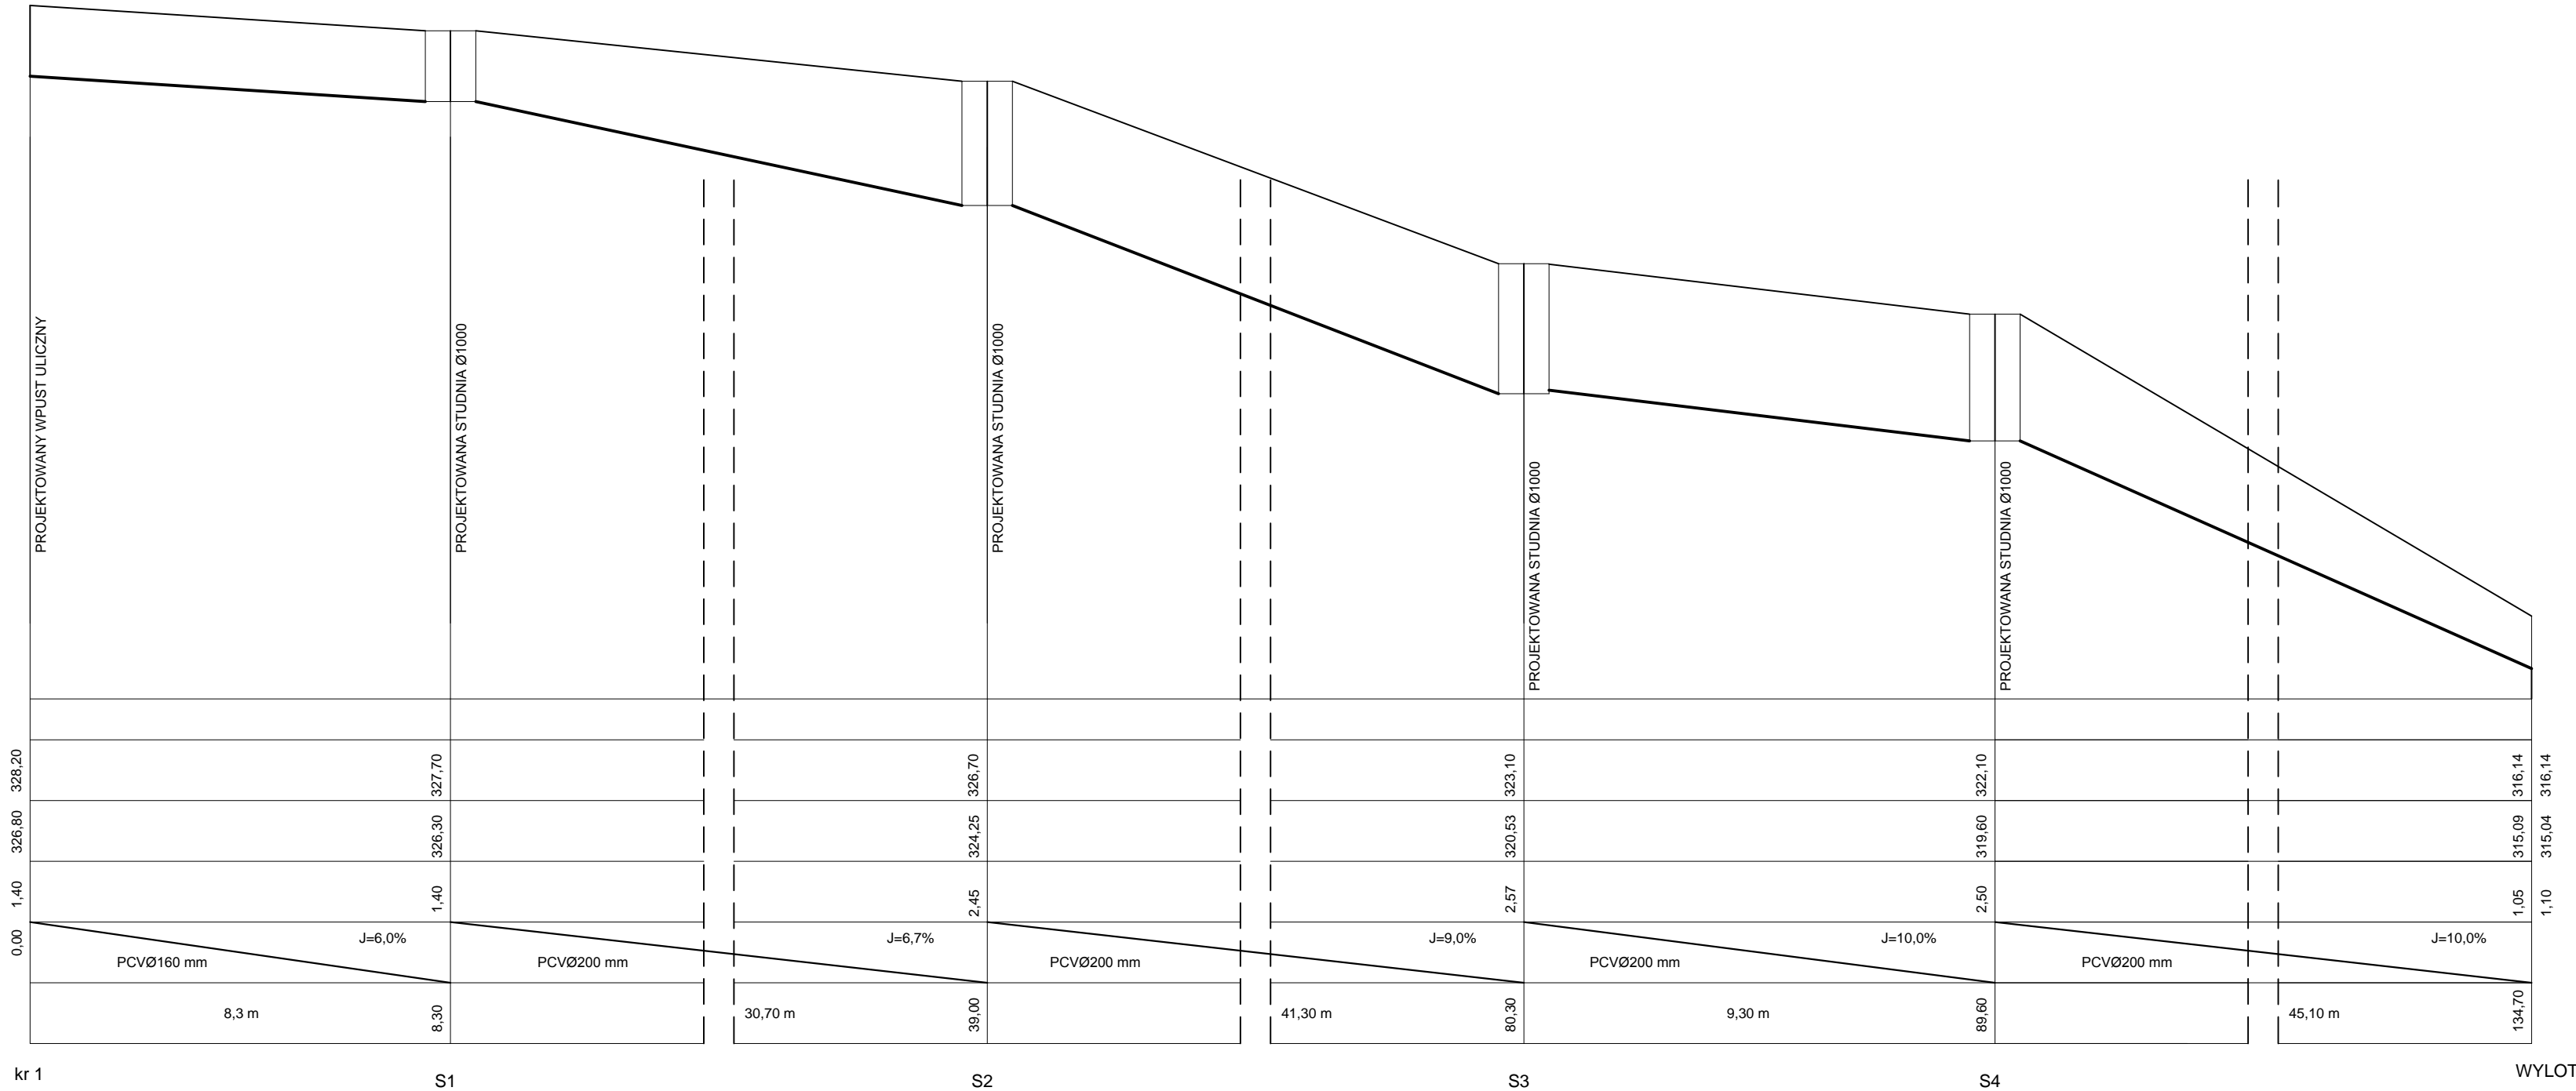 PROJEKTOWANY WPUST ULICZNY
PROJEKTOWANA STUDNIA Ø1000
PROJEKTOWANA STUDNIA Ø1000
PROJEKTOWANA STUDNIA Ø1000
PROJEKTOWANA STUDNIA Ø1000
328,20 327,70 326,70 323,10 322,10 316,14 316,14
326,80 326,30 324,25 320,53 319,60 315,09 315,04
1,40 1,40 2,45 2,57 2,50 1,05 1,10
0,00 J=6,0% J=6,7% J=9,0% J=10,0% J=10,0%
PCVØ160 mm PCVØ200 mm PCVØ200 mm PCVØ200 mm PCVØ200 mm
8,3 m 8,30 30,70 m 39,00 41,30 m 80,30 9,30 m 89,60 45,10 m 134,70
kr 1 S1 S2 S3 S4 WYLOT